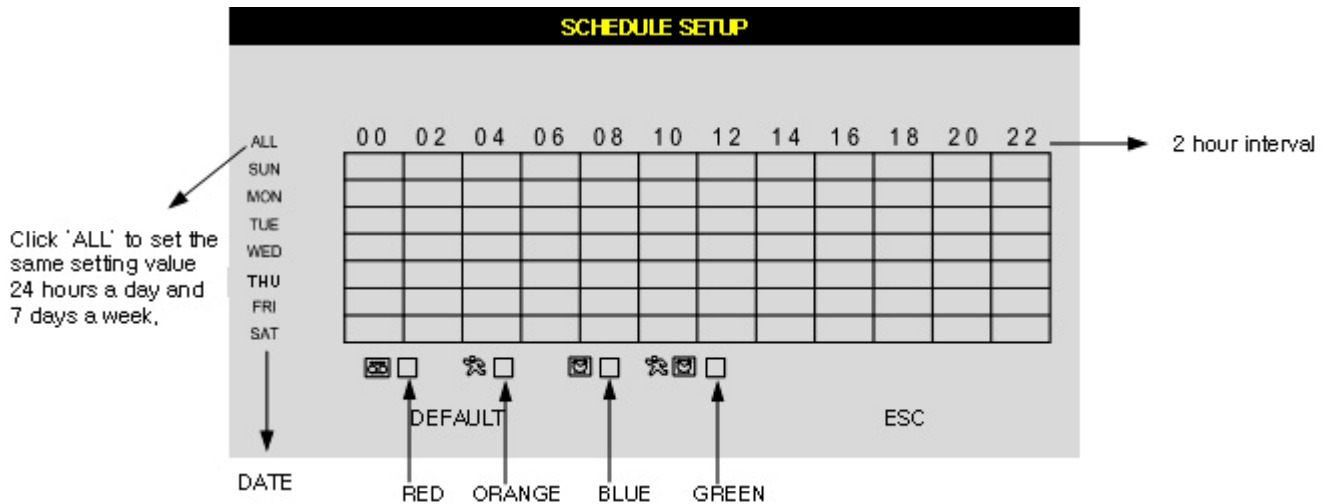 SCHEDULE SETUP
ALL 00 02 04 06 08 10 12 14 16 18 20 22
2 hour interval
SUN
MON
TUE
WED
THU
FRI
SAT
Click 'ALL' to set the
same setting value
24 hours a day and
7 days a week,
DEFAULT
ESC
DATE
RED
ORANGE
BLUE
GREEN